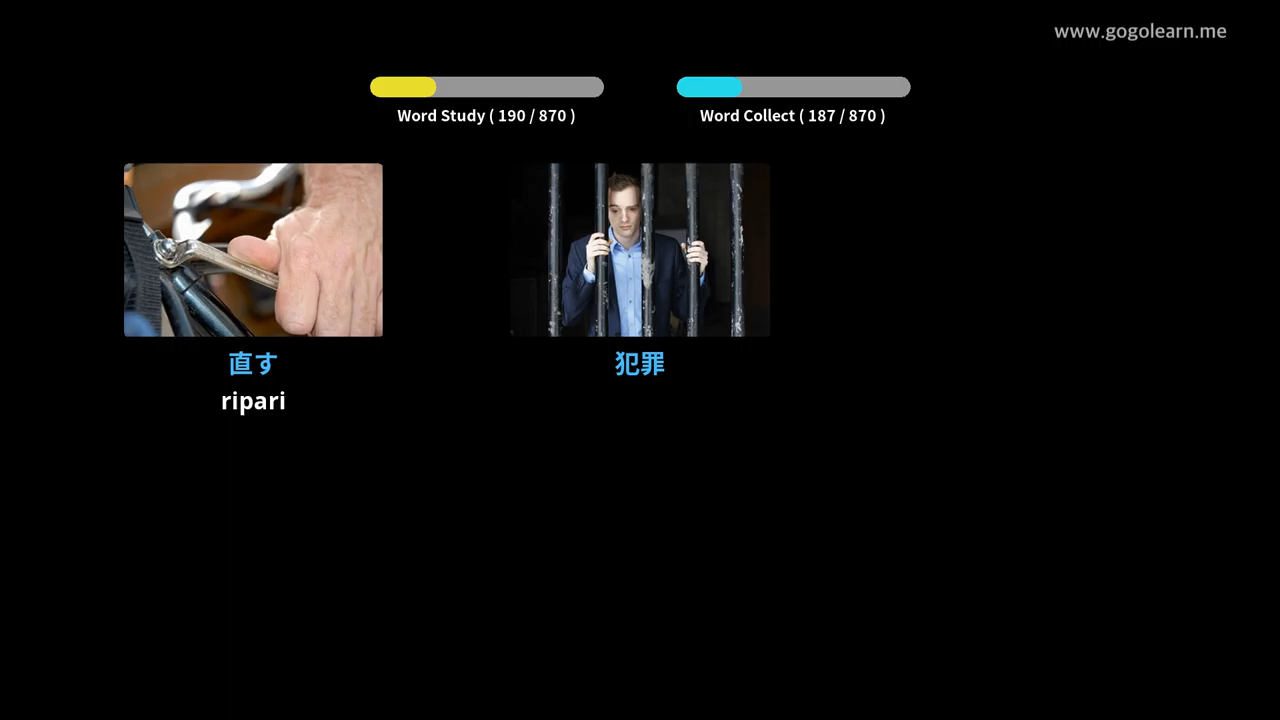 www.gogolearn.me
Word Study ( 190 / 870 )
Word Collect ( 187 / 870 )
直す
犯罪
ripari